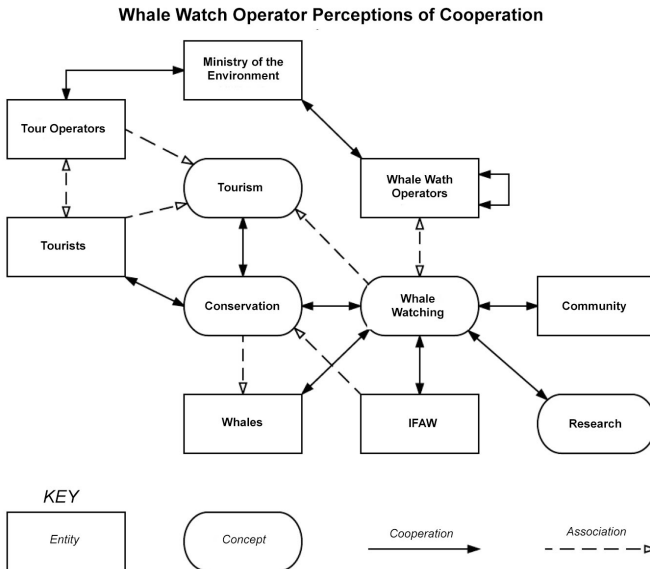 Whale Watch Operator Perceptions of Cooperation
Ministry of the
Environment
Tour Operators
Tourism
Whale Wath
Operators
Tourists
Conservation
Whale
Watching
Community
Whales
IFAW
Research
KEY
Entity
Concept
Cooperation
Association